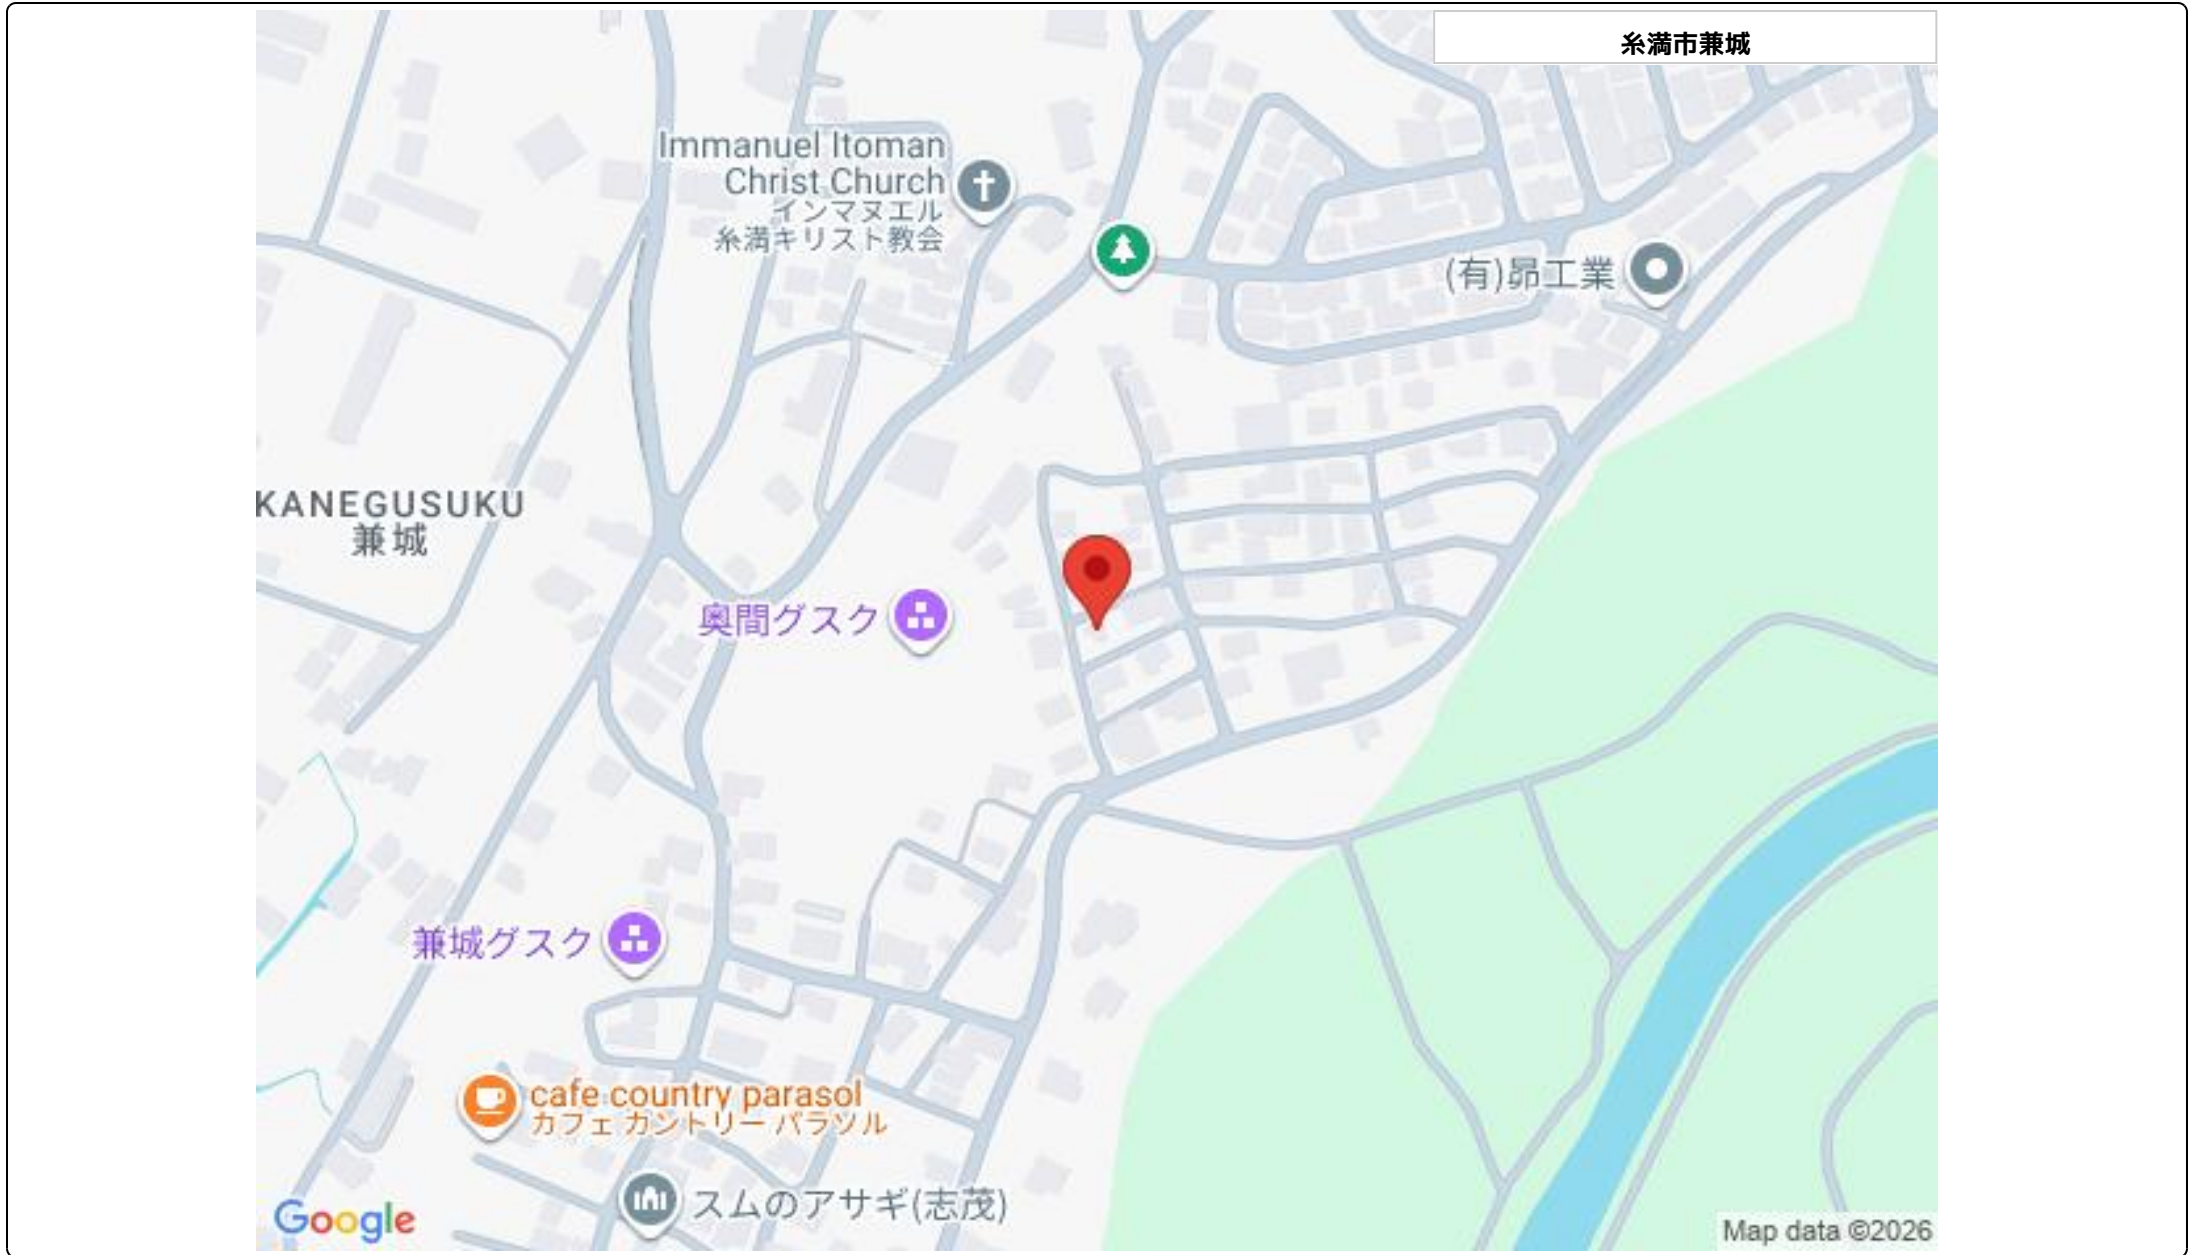 糸満市兼城
Immanuel Itoman
Christ Church
インマヌエル
糸満キリスト教会
(有)昴工業
KANEGUSUKU
兼城
奥間グスク
兼城グスク
cafe country parasol
カフェ カントリー パラソル
スムのアサギ(志茂)
Google
Map data ©2026